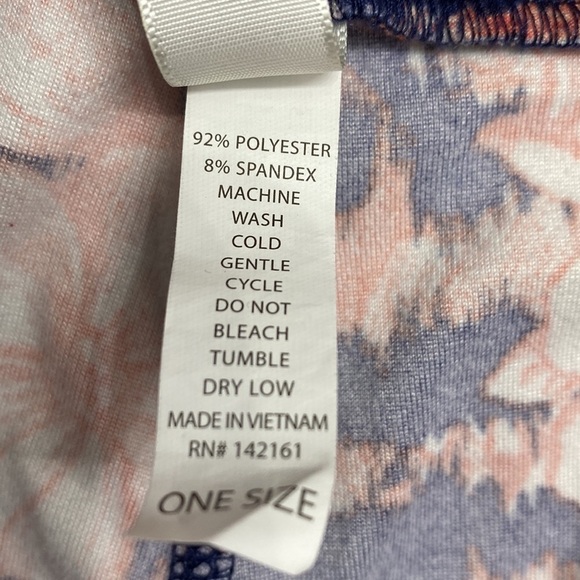 92% POLYESTER
8% SPANDEX
MACHINE
WASH
COLD
GENTLE
CYCLE
DO NOT
BLEACH
TUMBLE
DRY LOW
MADE IN VIETNAM
RN# 142161
ONE SIZE